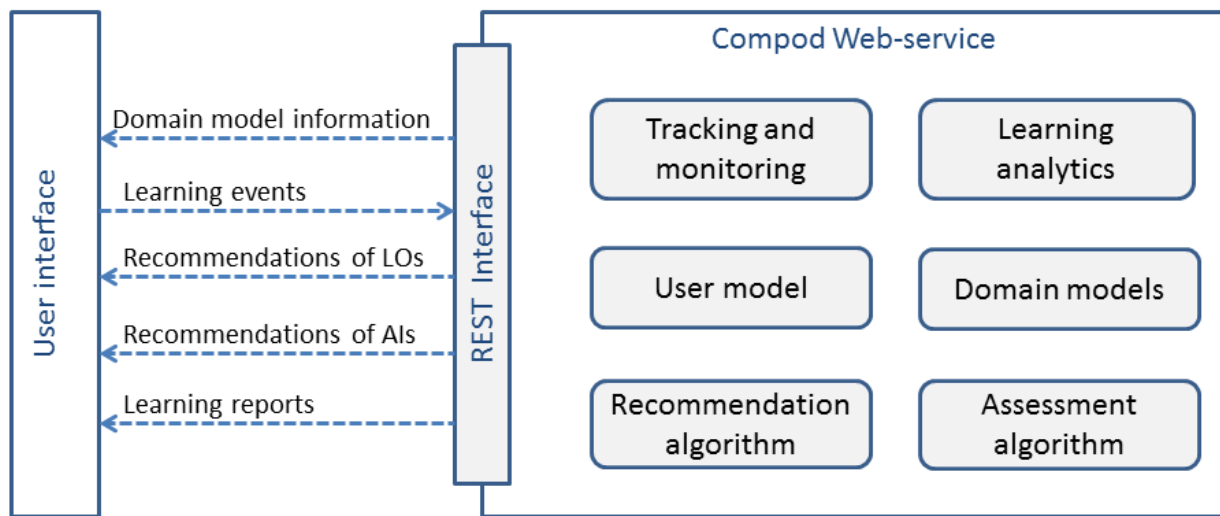 User interface
Domain model information
Learning events
Recommendations of LOs
Recommendations of AIs
Learning reports
REST Interface
Compod Web-service
Tracking and
monitoring
Learning
analytics
User model
Domain models
Recommendation
algorithm
Assessment
algorithm